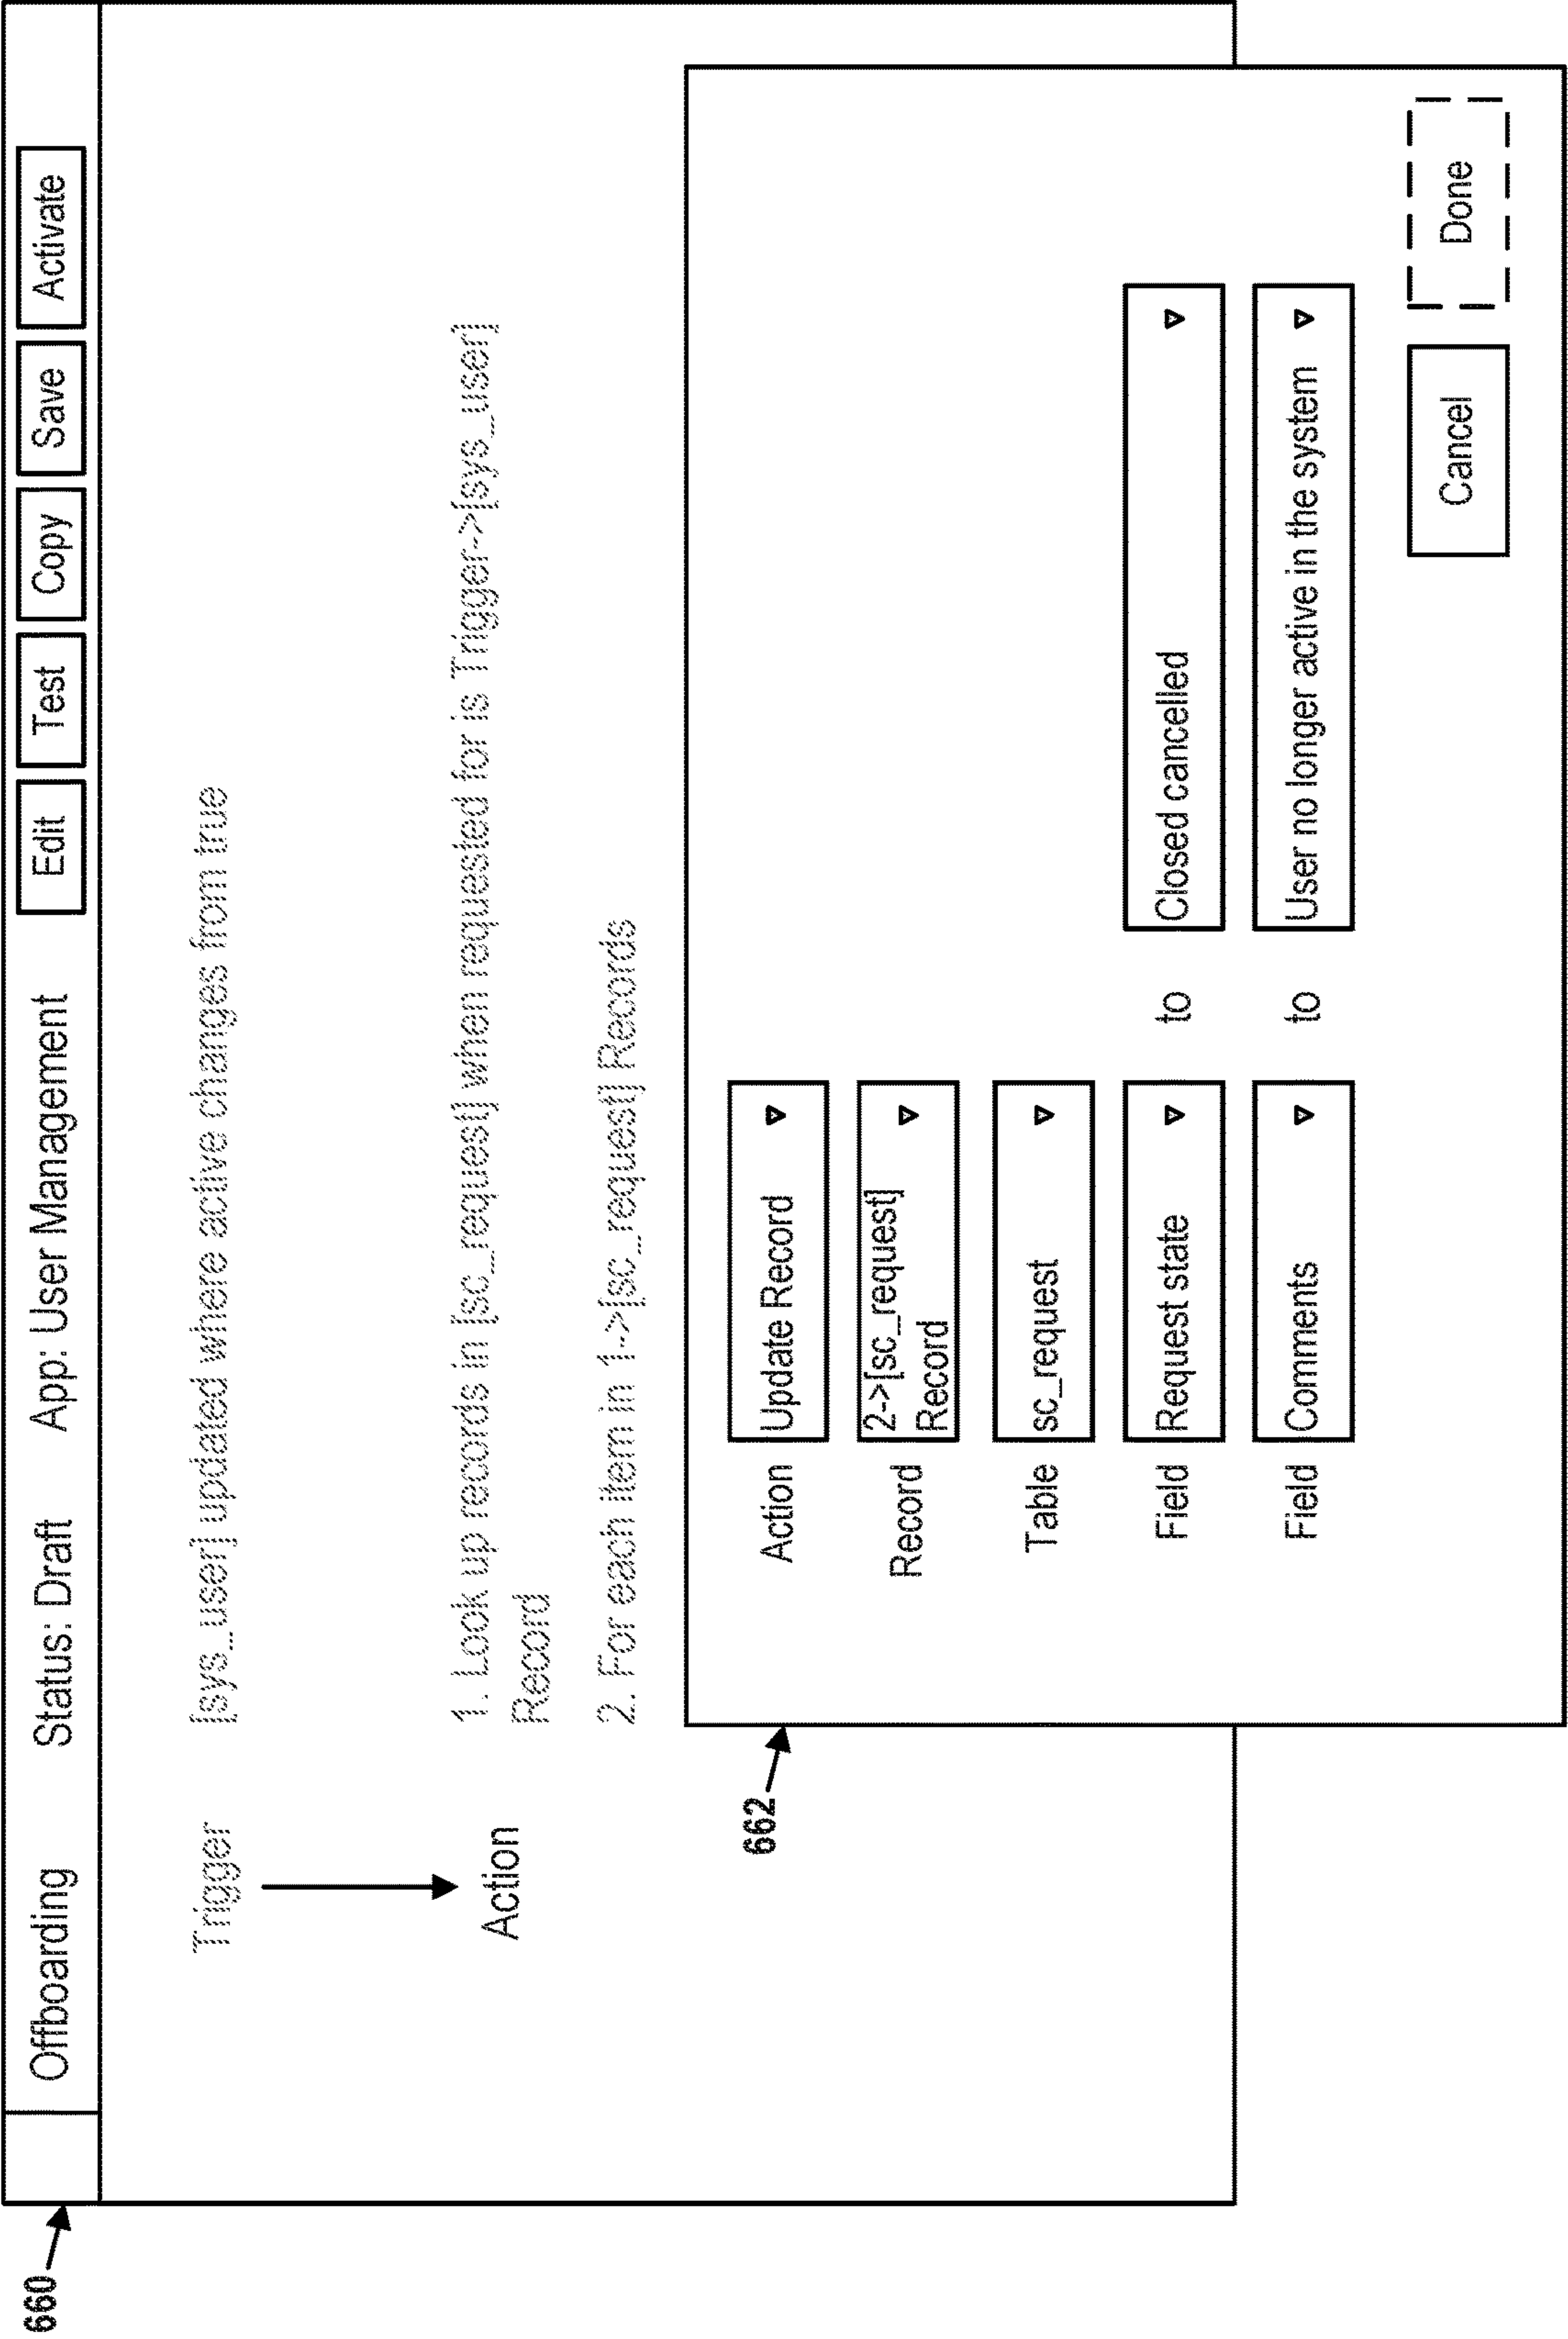 660
Offboarding Status: Draft App: User Management Edit Test Copy Save Activate
Trigger [sys_user] updated where active changes from true
Action
1. Look up records in [sc_request] when requested for is Trigger->[sys_user]
Record
2. For each item in 1->[sc_request] Records
662
Action Update Record
Record 2->[sc_request]
Record
Table sc_request
Field Request state to Closed cancelled
Field Comments to User no longer active in the system
Cancel Done